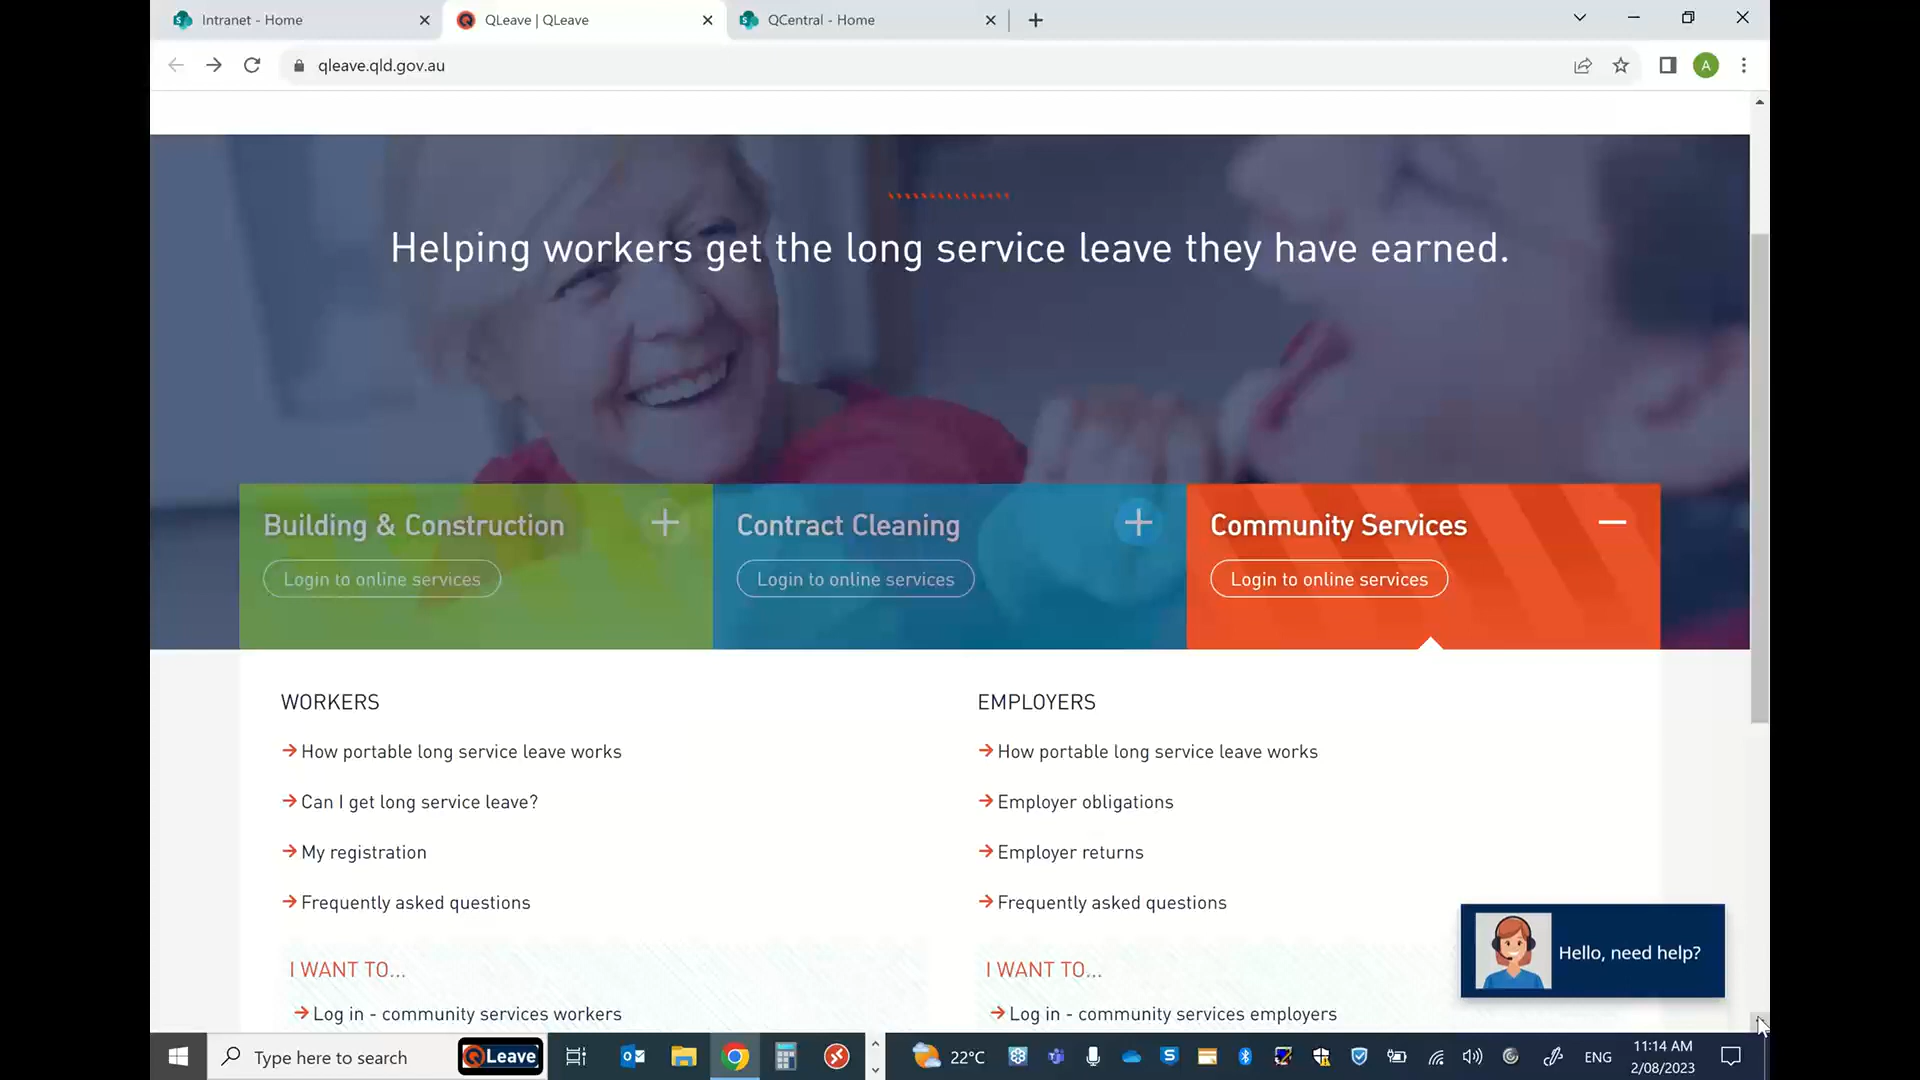 Intranet - Home
QLeave | QLeave
QCentral - Home
qleave.qld.gov.au
A
Helping workers get the long service leave they have earned.
Building & Construction
Login to online services
Contract Cleaning
Login to online services
Community Services
Login to online services
WORKERS
How portable long service leave works
Can I get long service leave?
My registration
Frequently asked questions
I WANT TO...
Log in - community services workers
EMPLOYERS
How portable long service leave works
Employer obligations
Employer returns
Frequently asked questions
I WANT TO...
Log in - community services employers
Hello, need help?
Type here to search
QLeave
22°C
ENG
11:14 AM
2/08/2023